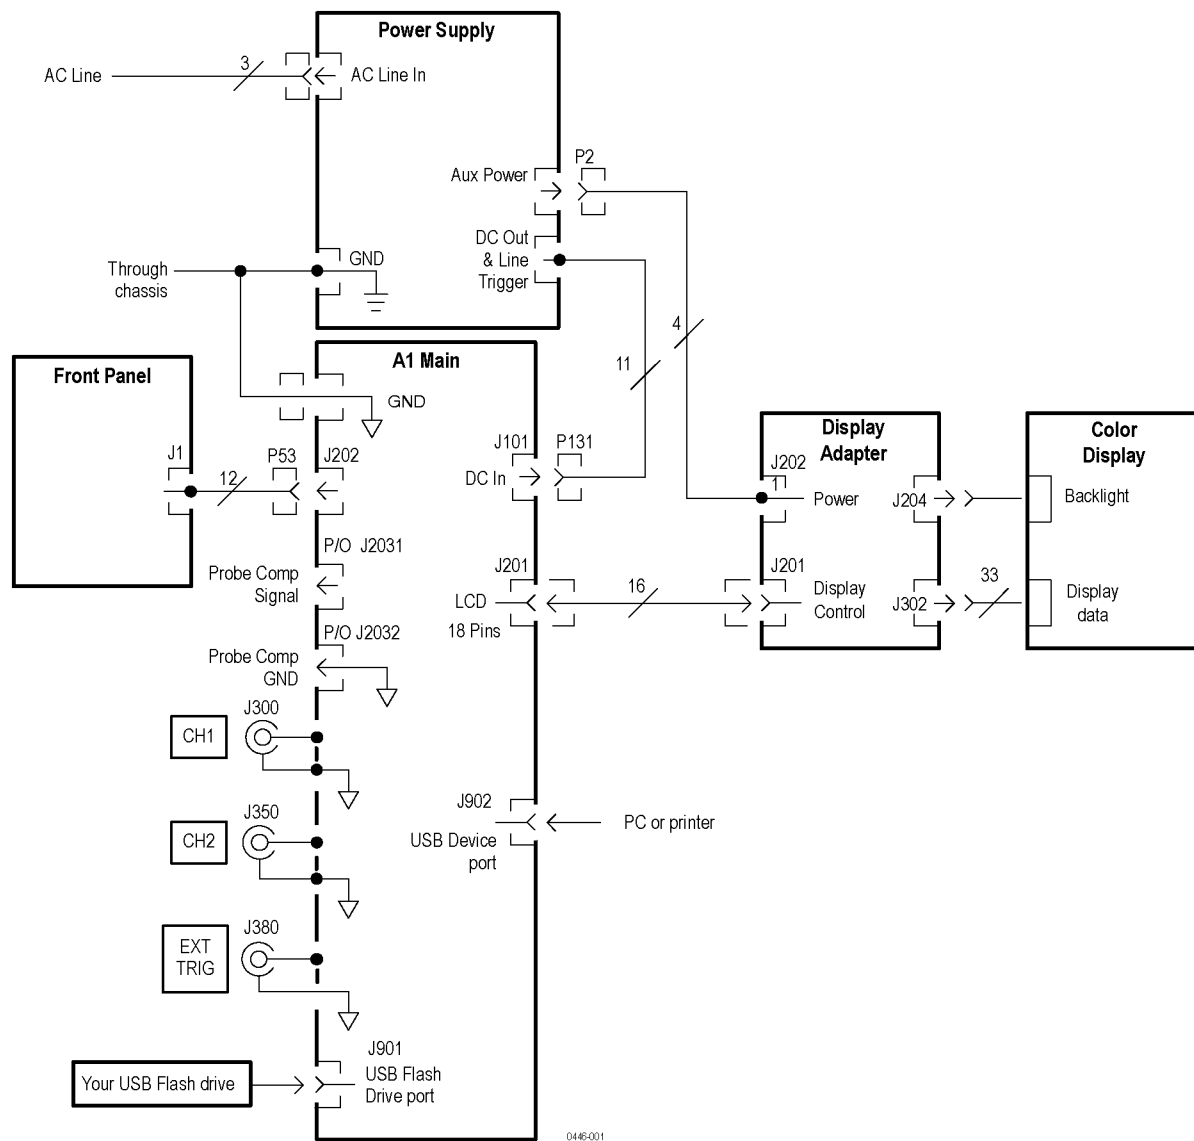 Power Supply
AC Line
3
AC Line In
Aux Power
P2
DC Out
& Line
Trigger
GND
Through
chassis
4
11
A1 Main
Front Panel
GND
J1
12
P53
J202
J101
P131
DC In
Display
Adapter
Color
Display
J202
1
Power
J204
Backlight
P/O J2031
Probe Comp
Signal
J201
LCD
18 Pins
16
J201
Display
Control
J302
33
Display
data
P/O J2032
Probe Comp
GND
J300
CH1
J350
CH2
J902
USB Device
port
PC or printer
J380
EXT
TRIG
J901
USB Flash
Drive port
Your USB Flash drive
0446-001